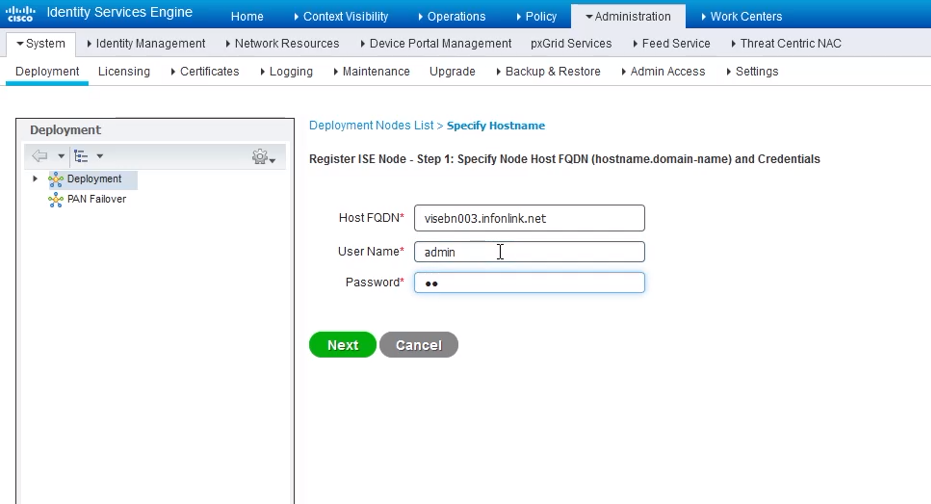 cisco Identity Services Engine Home Context Visibility Operations Policy Administration Work Centers
System Identity Management Network Resources Device Portal Management pxGrid Services Feed Service Threat Centric NAC
Deployment Licensing Certificates Logging Maintenance Upgrade Backup & Restore Admin Access Settings
Deployment
Deployment
PAN Failover
Deployment Nodes List > Specify Hostname
Register ISE Node - Step 1: Specify Node Host FQDN (hostname.domain-name) and Credentials
Host FQDN* visebn003.infonlink.net
User Name* admin
Password* ●●
Next Cancel